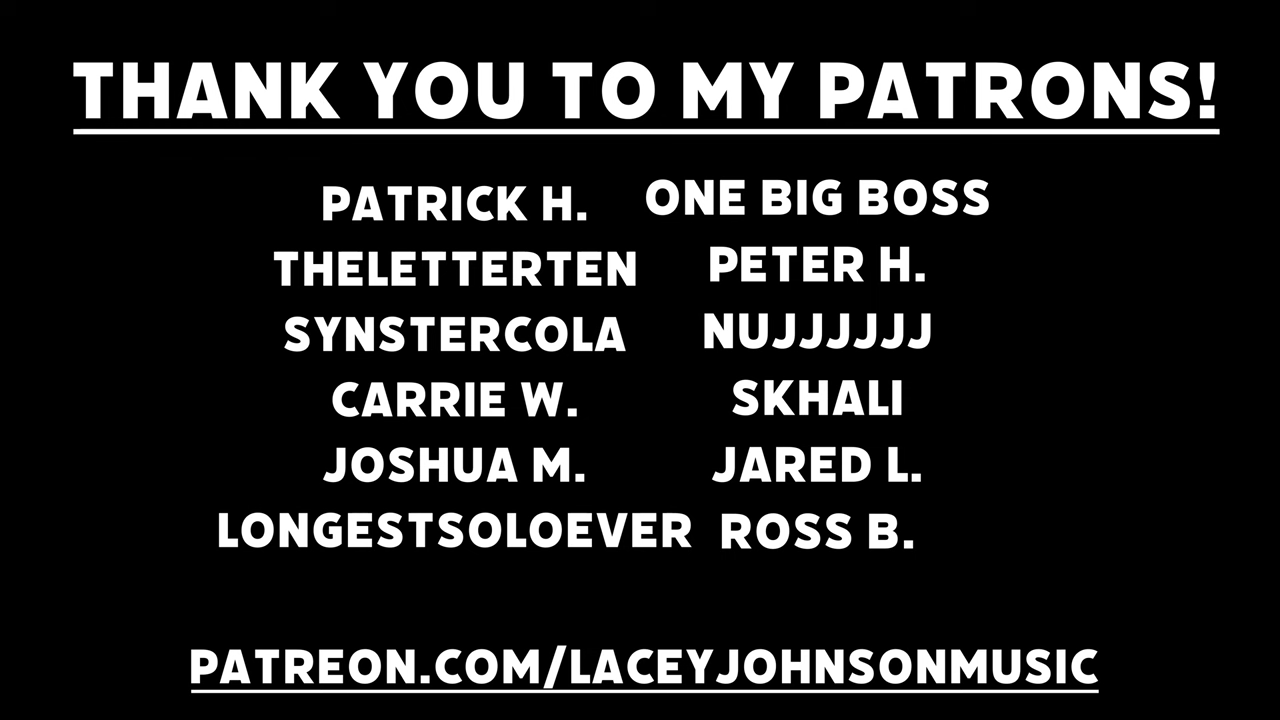 THANK YOU TO MY PATRONS!
PATRICK H.
THELETTERTEN
SYNSTERCOLA
CARRIE W.
JOSHUA M.
LONGESTSOLOEVER
ONE BIG BOSS
PETER H.
NUJJJJJJ
SKHALI
JARED L.
ROSS B.
PATREON.COM/LACEYJOHNSONMUSIC